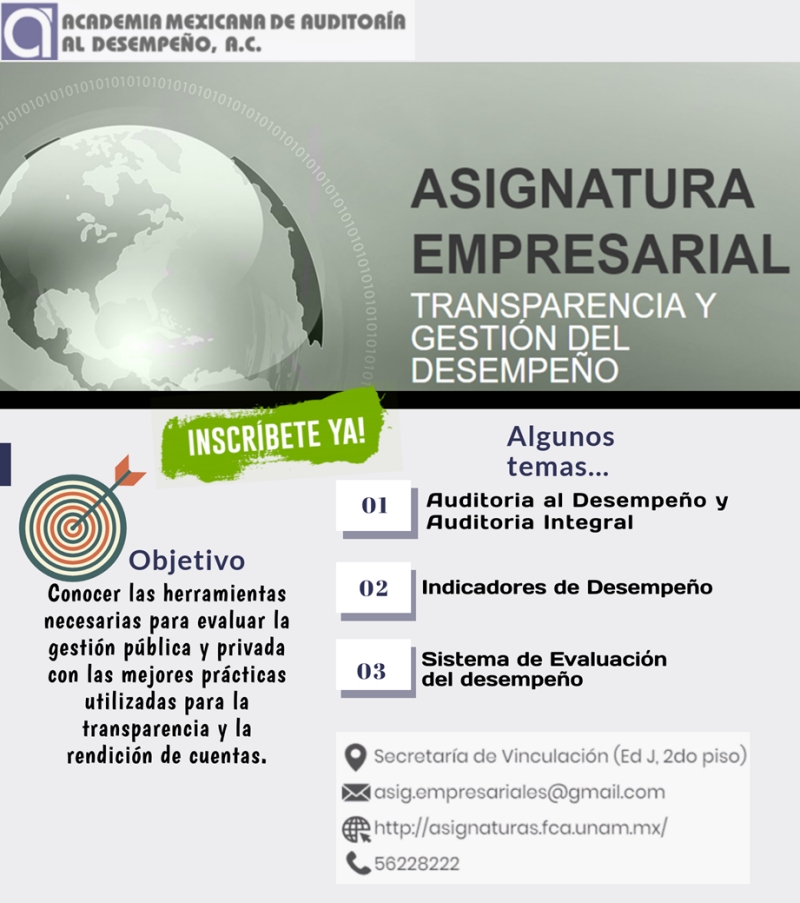 ACADEMIA MEXICANA DE AUDITORÍA
AL DESEMPEÑO, A.C.
ASIGNATURA
EMPRESARIAL
TRANSPARENCIA Y
GESTIÓN DEL
DESEMPEÑO
INSCRÍBETE YA!
Objetivo
Conocer las herramientas
necesarias para evaluar la
gestión pública y privada
con las mejores prácticas
utilizadas para la
transparencia y la
rendición de cuentas.
Algunos
temas...
01
Auditoria al Desempeño y
Auditoria Integral
02
Indicadores de Desempeño
03
Sistema de Evaluación
del desempeño
Secretaría de Vinculación (Ed J, 2do piso)
asig.empresariales@gmail.com
http://asignaturas.fca.unam.mx/
56228222